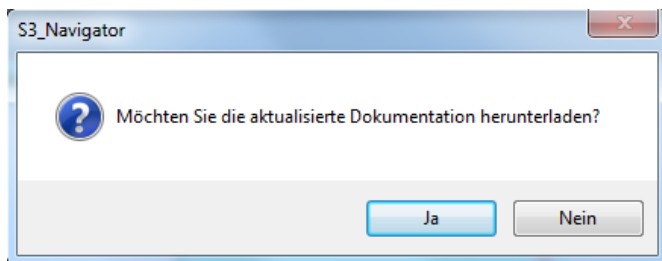 S3_Navigator
Möchten Sie die aktualisierte Dokumentation herunterladen?
Ja
Nein